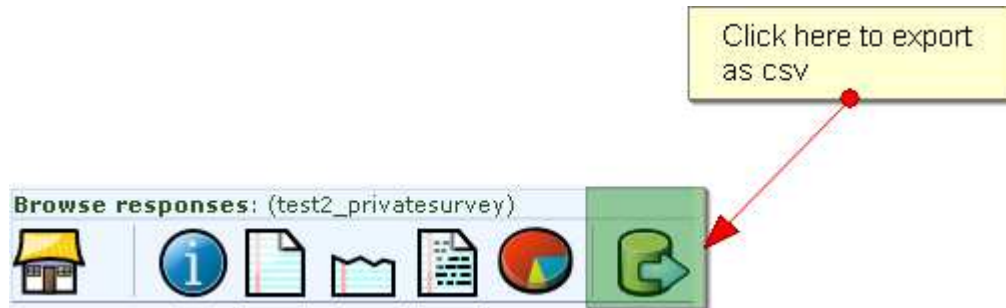 Click here to export
as csv
Browse responses: (test2_privatesurvey)